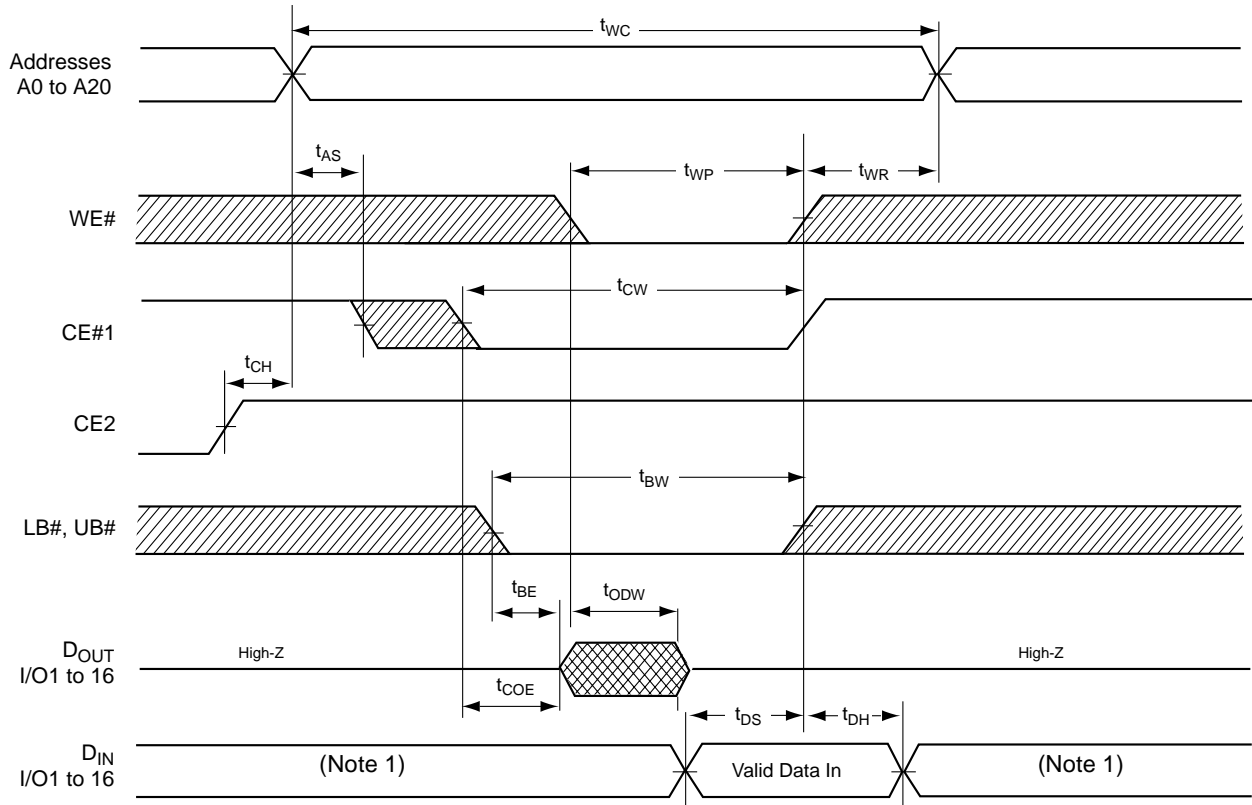 tWC
Addresses
A0 to A20
tAS
tWP
tWR
WE#
tCW
CE#1
tCH
CE2
tBW
LB#, UB#
tBE
tODW
DOUT
I/O1 to 16
High-Z
High-Z
tCOE
tDS
tDH
DIN
I/O1 to 16
(Note 1)
Valid Data In
(Note 1)